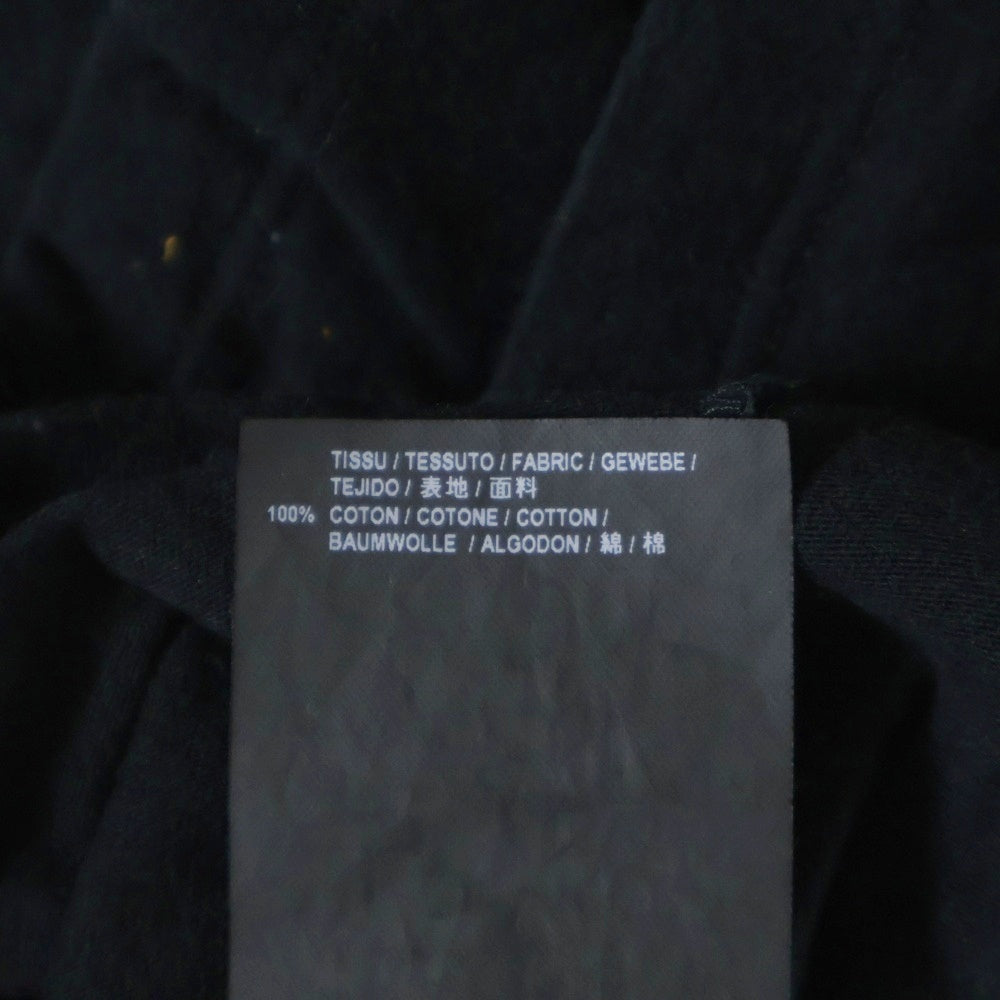 TISSU / TESSUTO / FABRIC / GEWEBE /
TEJIDO / 表地 / 面料
100% COTON / COTONE / COTTON /
BAUMWOLLE / ALGODON / 綿 / 棉